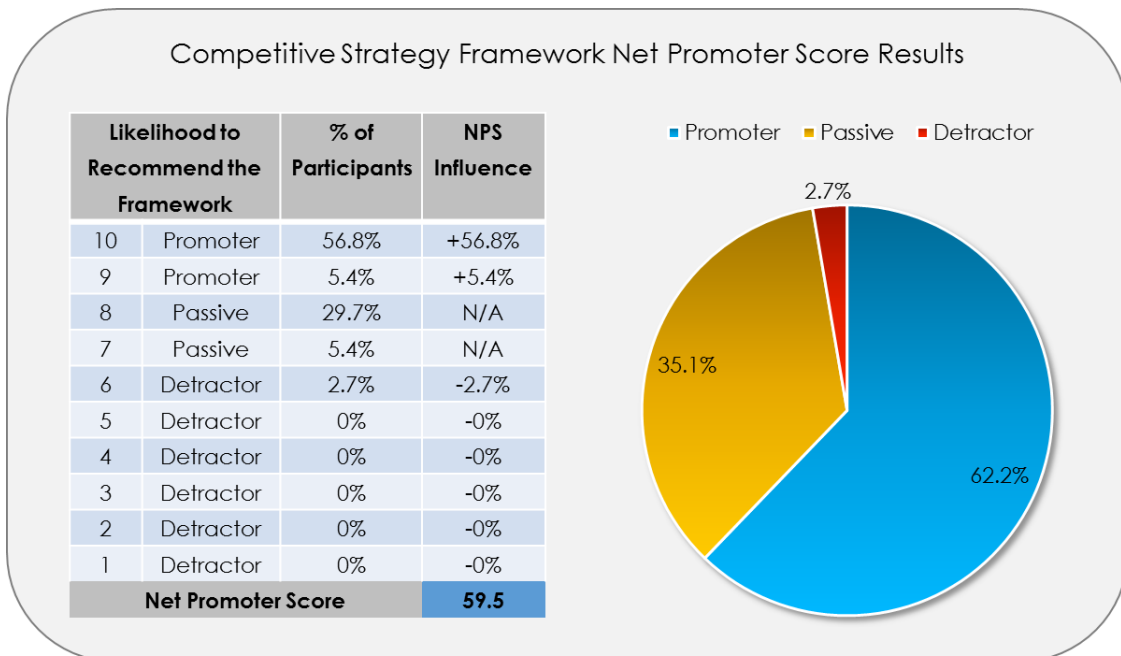 Competitive Strategy Framework Net Promoter Score Results
Likelihood to Recommend the Framework % of Participants NPS Influence
10 Promoter 56.8% +56.8%
9 Promoter 5.4% +5.4%
8 Passive 29.7% N/A
7 Passive 5.4% N/A
6 Detractor 2.7% -2.7%
5 Detractor 0% -0%
4 Detractor 0% -0%
3 Detractor 0% -0%
2 Detractor 0% -0%
1 Detractor 0% -0%
Net Promoter Score 59.5
Promoter Passive Detractor
2.7%
35.1%
62.2%